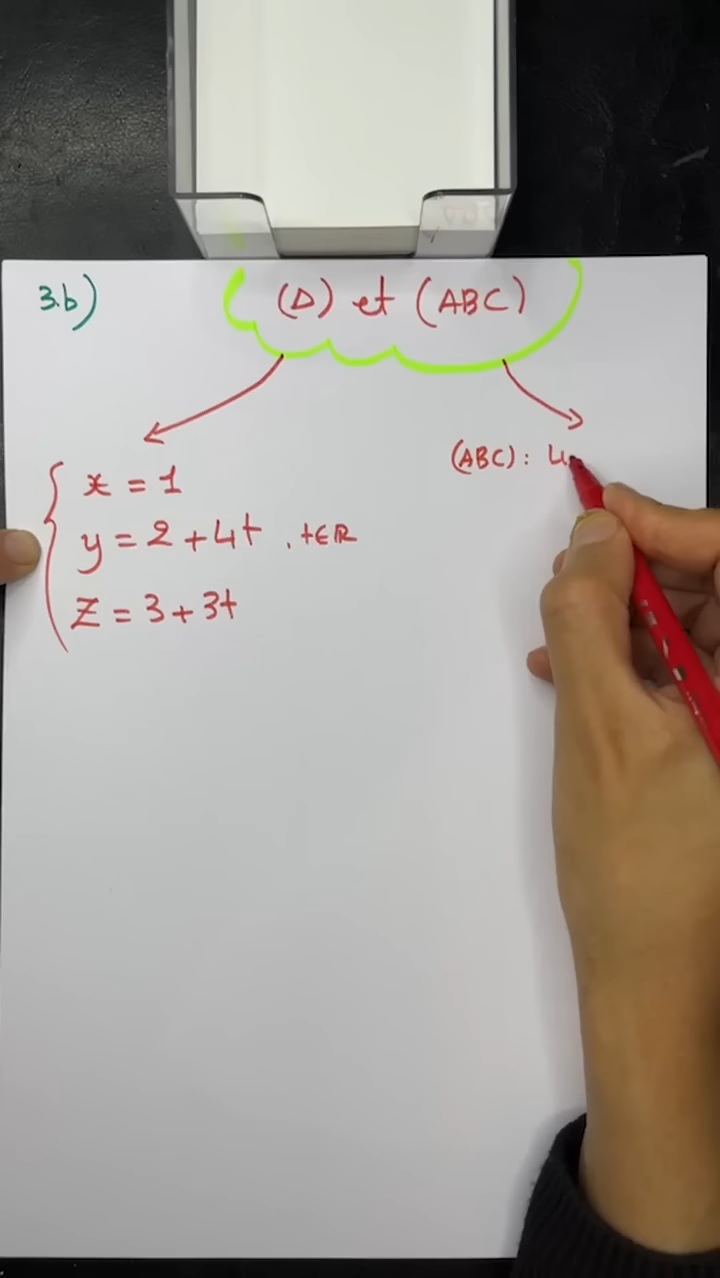 3.b) (Δ) et (ABC)
x = 1
y = 2 + 4t , t∈ℝ
z = 3 + 3t
(ABC) : 4